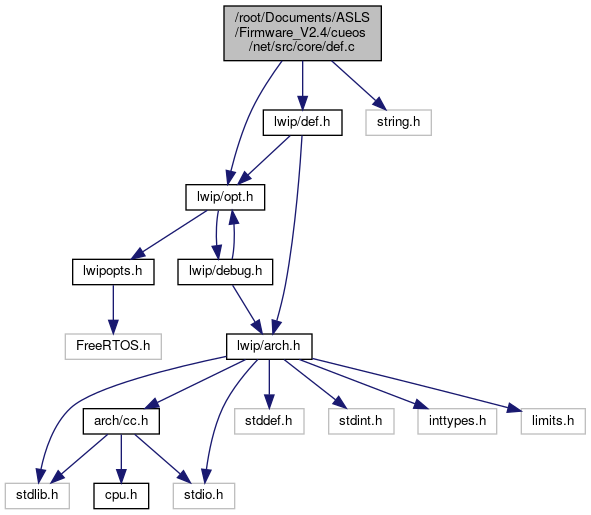 /root/Documents/ASLS
/Firmware_V2.4/cueos
/net/src/core/def.c
lwip/def.h
string.h
lwip/opt.h
lwipopts.h
lwip/debug.h
FreeRTOS.h
lwip/arch.h
arch/cc.h
stddef.h
stdint.h
inttypes.h
limits.h
stdlib.h
cpu.h
stdio.h